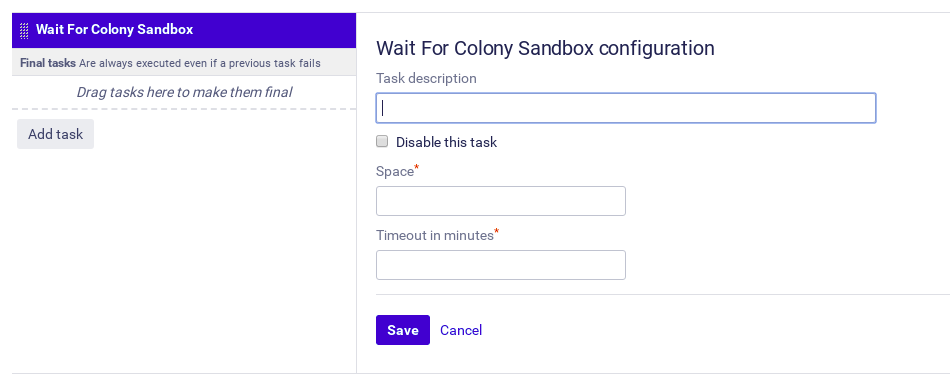 Wait For Colony Sandbox
Final tasks Are always executed even if a previous task fails
Drag tasks here to make them final
Add task
Wait For Colony Sandbox configuration
Task description
Disable this task
Space*
Timeout in minutes*
Save Cancel